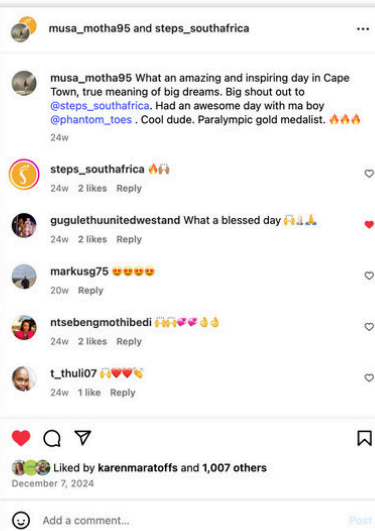 musa_motha95 and steps_southafrica
musa_motha95 What an amazing and inspiring day in Cape
Town, true meaning of big dreams. Big shout out to
@steps_southafrica. Had an awesome day with ma boy
@phantom_toes . Cool dude. Paralympic gold medalist. 🔥🔥🔥
24w
steps_southafrica 🔥🙌🏽
24w 2 likes Reply
gugulethuunitedwestand What a blessed day 🙌🏽🕯️🙏
24w 2 likes Reply
markusg75 😍😍😍😍
20w Reply
ntsebengmothibedi 🙌🙌💞💞👌👌
24w 2 likes Reply
t_thuli07 🙌❤️❤️👏
24w 1 like Reply
Liked by karenmaratoffs and 1,007 others
December 7, 2024
Add a comment...
Post